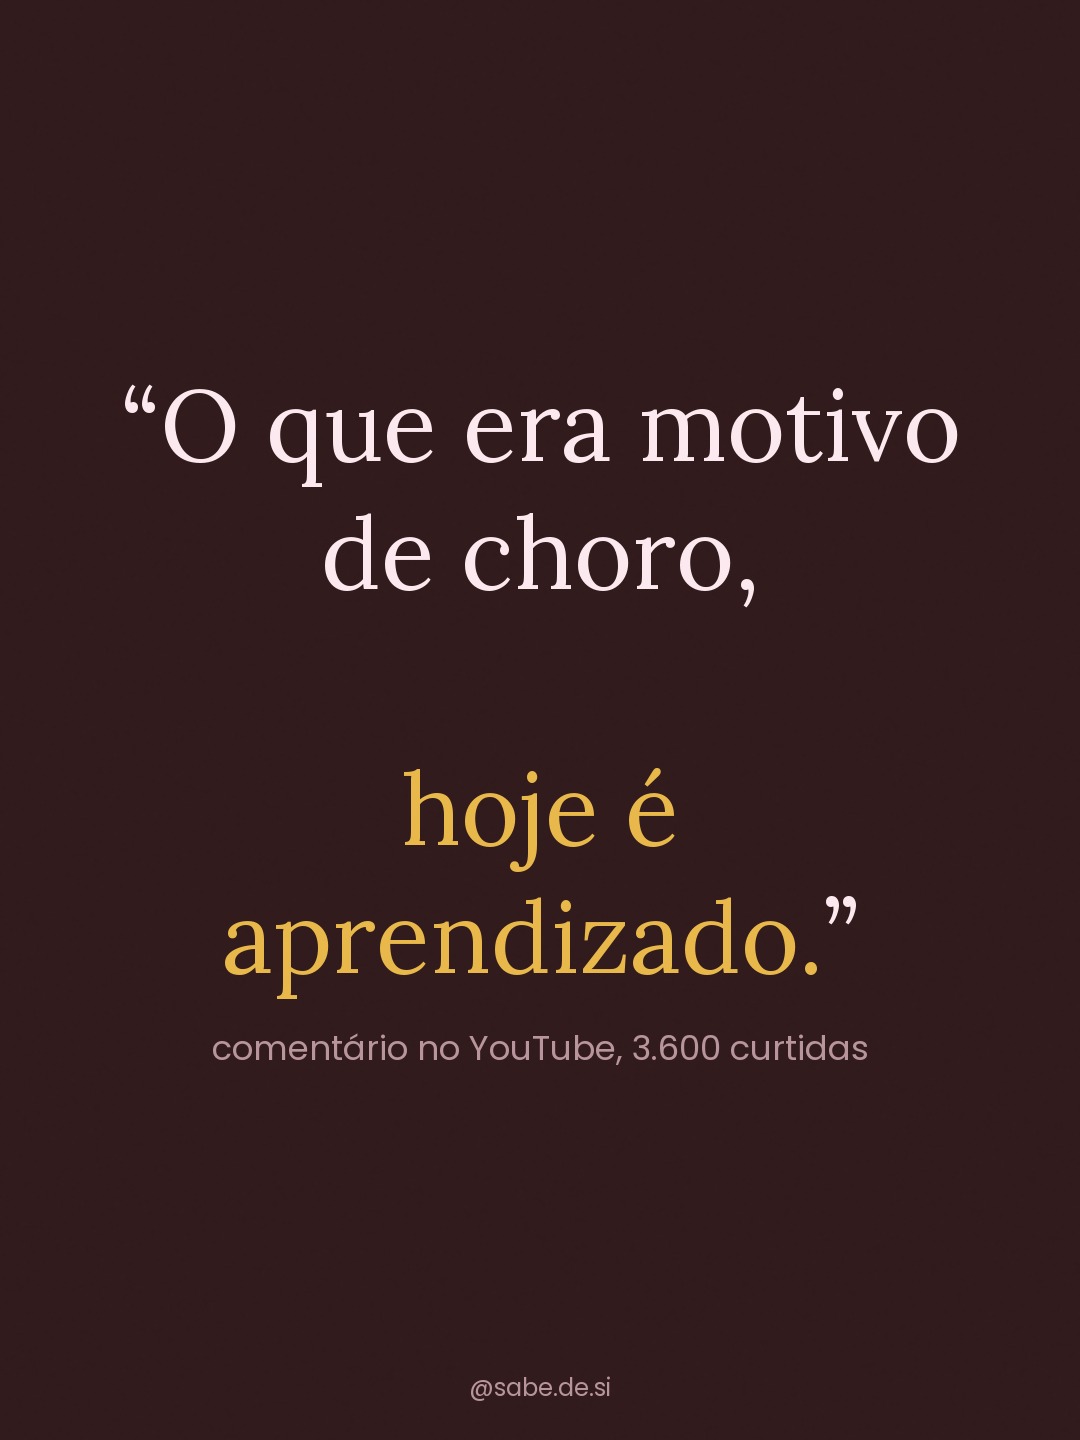 “O que era motivo
de choro,
hoje é
aprendizado.”
comentário no YouTube, 3.600 curtidas
@sabe.de.si